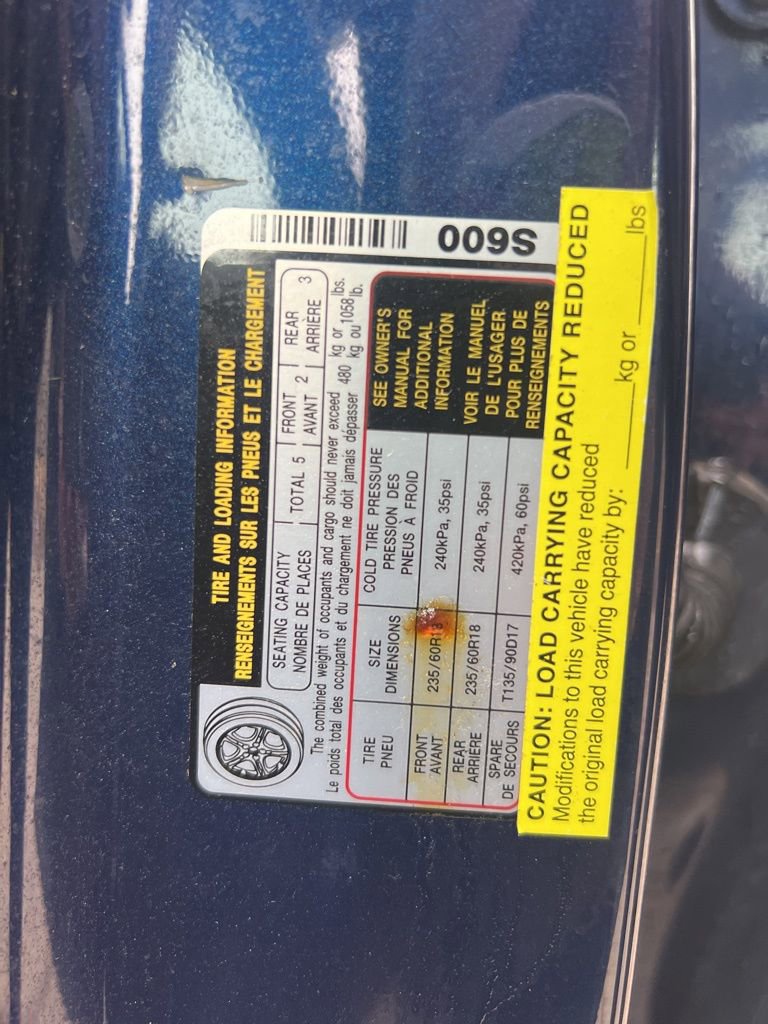 TIRE AND LOADING INFORMATION
RENSEIGNEMENTS SUR LES PNEUS ET LE CHARGEMENT
SEATING CAPACITY TOTAL 5 FRONT 2 REAR 3
NOMBRE DE PLACES AVANT ARRIÈRE
The combined weight of occupants and cargo should never exceed 480 kg or 1058 lbs.
Le poids total des occupants et du chargement ne doit jamais dépasser kg ou lb.
TIRE SIZE COLD TIRE PRESSURE
PNEU DIMENSIONS PRESSION DES
PNEUS À FROID
FRONT 235/60R18 240kPa, 35psi
AVANT
REAR 235/60R18 240kPa, 35psi
ARRIÈRE
SPARE T135/90D17 420kPa, 60psi
DE SECOURS
SEE OWNER'S
MANUAL FOR
ADDITIONAL
INFORMATION
VOIR LE MANUEL
DE L'USAGER
POUR PLUS DE
RENSEIGNEMENTS
S600
CAUTION: LOAD CARRYING CAPACITY REDUCED
Modifications to this vehicle have reduced
the original load carrying capacity by: ______kg or ______lbs